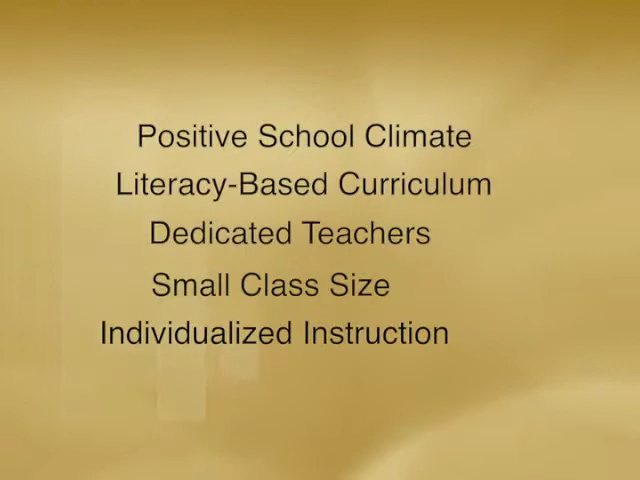 Positive School Climate
Literacy-Based Curriculum
Dedicated Teachers
Small Class Size
Individualized Instruction